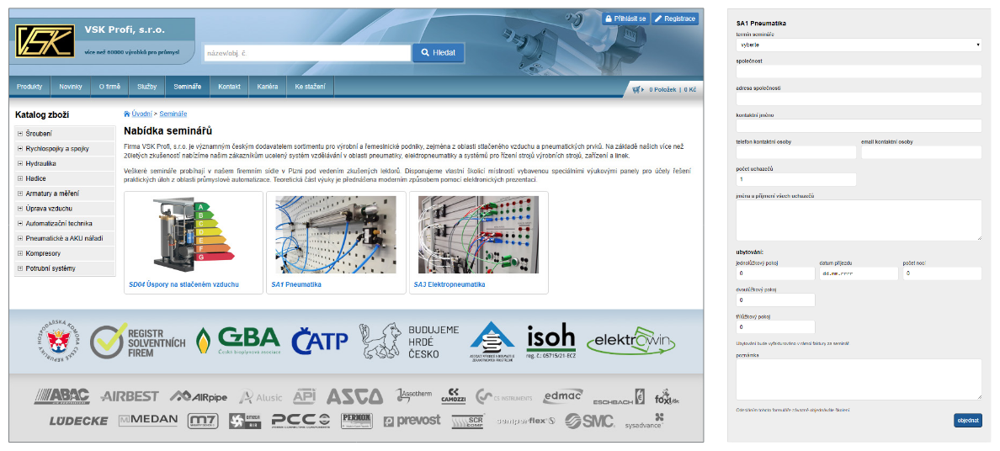 VSK
VSK Profi, s.r.o.
více než 60000 výrobků pro průmysl
Přihlásit se
Registrace
název/obj. č.
Hledat
Produkty
Novinky
O firmě
Služby
Semináře
Kontakt
Kariéra
Ke stažení
0 Položek | 0 Kč
Katalog zboží
Šroubení
Rychlospojky a spojky
Hydraulika
Hadice
Armatury a měření
Úprava vzduchu
Automatizační technika
Pneumatické a AKU nářadí
Kompresory
Potrubní systémy
Úvodní > Semináře
Nabídka seminářů
Firma VSK Profi, s.r.o. je významným českým dodavatelem sortimentu pro výrobní a řemeslnické podniky, zejména z oblasti stlačeného vzduchu a pneumatických prvků. Na základě našich více než
20letých zkušeností nabízíme našim zákazníkům ucelený systém vzdělávání v oblasti pneumatiky, elektropneumatiky a systémů pro řízení strojů výrobních strojů, zařízení a linek.
Veškeré semináře probíhají v našem firemním sídle v Plzni pod vedením zkušených lektorů. Disponujeme vlastní školicí místností vybavenou speciálními výukovými panely pro účely řešení
praktických úloh z oblasti průmyslové automatizace. Teoretická část výuky je přednášena moderním způsobem pomocí elektronických prezentací.
A
B
C
D
E
F
G
SD04 Úspory na stlačeném vzduchu
SA1 Pneumatika
SA3 Elektropneumatika
HOSPODÁŘSKÁ KOMORA ČESKÉ REPUBLIKY
REGISTR
SOLVENTNÍCH
FIREM
CZBA
Česká bioplynová asociace
ČATP
BUDUJEME
HRDÉ
ČESKO
isoh
reg. č.: 05715/21-ECZ
elektrowin
ABAC
AIRBEST
AIRpipe
Alusic
API
ASCO
Assotherm
CAMOZZI
CS INSTRUMENTS
edmac
ESCHBACH
foxi
LÜDECKE
MEDAN
M7
PCC
PERMON
prevost
SCR
COMP
semperflex
SMC
sysadvance
SA1 Pneumatika
termín semináře
vyberte
společnost
adresa společnosti
kontaktní jméno
telefon kontaktní osoby
email kontaktní osoby
počet uchazečů
1
jména a příjmení všech uchazečů
ubytování:
jednolůžkový pokoj
datum příjezdu
počet nocí
0
dd.mm.rrrr
0
dvoulůžkový pokoj
0
třílůžkový pokoj
0
Ubytování bude vyfakturováno v rámci faktury za seminář.
poznámka
Odesláním tohoto formuláře závazně objednáváte školení.
objednat